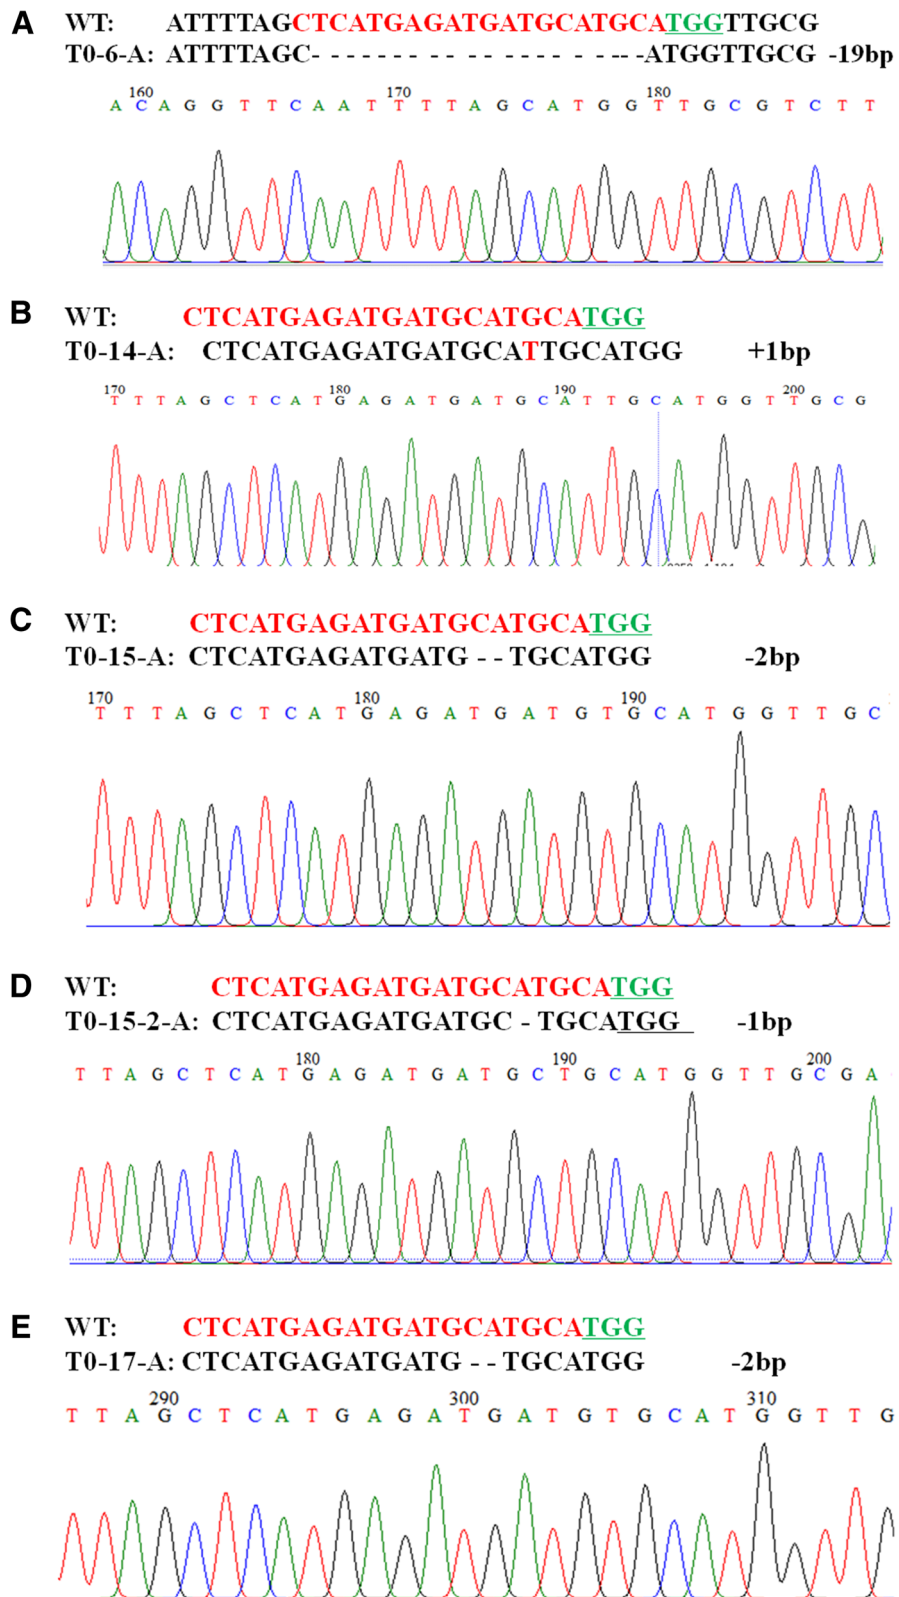 A
WT: ATTTTAGCTCATGAGATGATGCATGCATGGTTGCG
T0-6-A: ATTTTAGC- - - - - - - - - - - - - - - - - ---ATGGTTGCG -19bp
160 170 180
A C A G G T T C A A T T T T A G C A T G G T T G C G T C T T
B
WT: CTCATGAGATGATGCATGCATGG
T0-14-A: CTCATGAGATGATGCATTGCATGG +1bp
170 180 190 200
T T T A G C T C A T G A G A T G A T G C A T T G C A T G G T T G C G
C
WT: CTCATGAGATGATGCATGCATGG
T0-15-A: CTCATGAGATGATG - - TGCATGG -2bp
170 180 190
T T T A G C T C A T G A G A T G A T G T G C A T G G T T G C
D
WT: CTCATGAGATGATGCATGCATGG
T0-15-2-A: CTCATGAGATGATGC - TGCATGG -1bp
180 190 200
T T A G C T C A T G A G A T G A T G C T G C A T G G T T G C G A
E
WT: CTCATGAGATGATGCATGCATGG
T0-17-A: CTCATGAGATGATG - - TGCATGG -2bp
290 300 310
T T A G C T C A T G A G A T G A T G T G C A T G G T T G